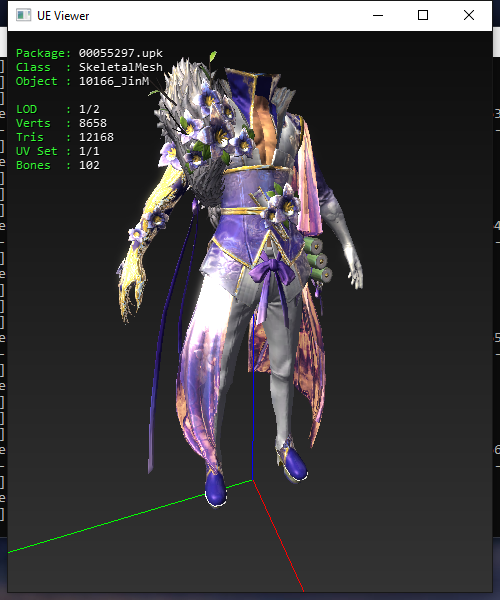 UE Viewer
Package: 00055297.upk
Class : SkeletalMesh
Object : 10166_JinM
LOD : 1/2
Verts : 8658
Tris : 12168
UV Set : 1/1
Bones : 102